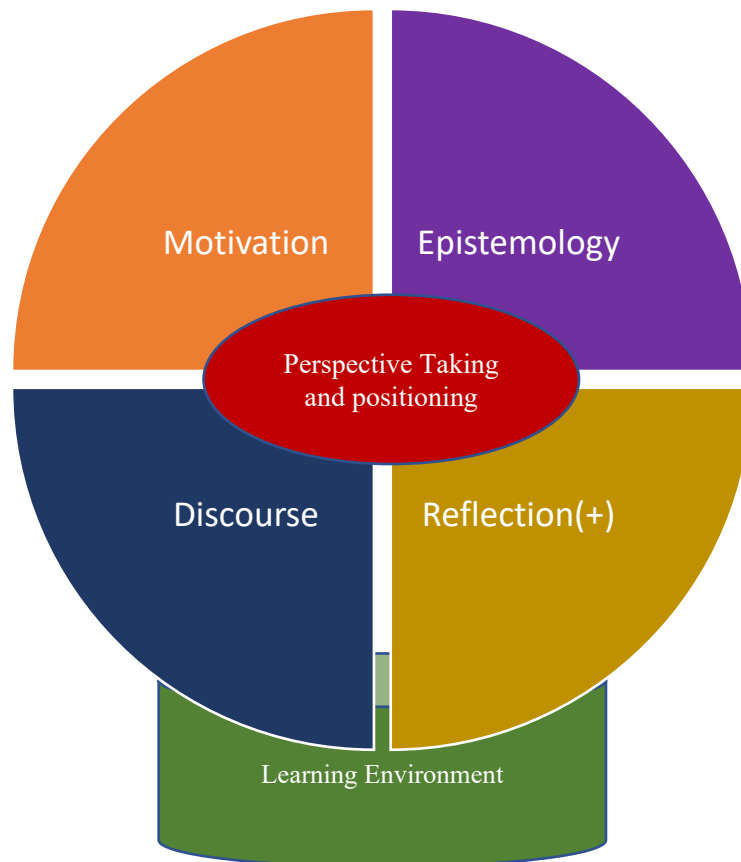 Motivation
Epistemology
Perspective Taking
and positioning
Discourse
Reflection(+)
Learning Environment